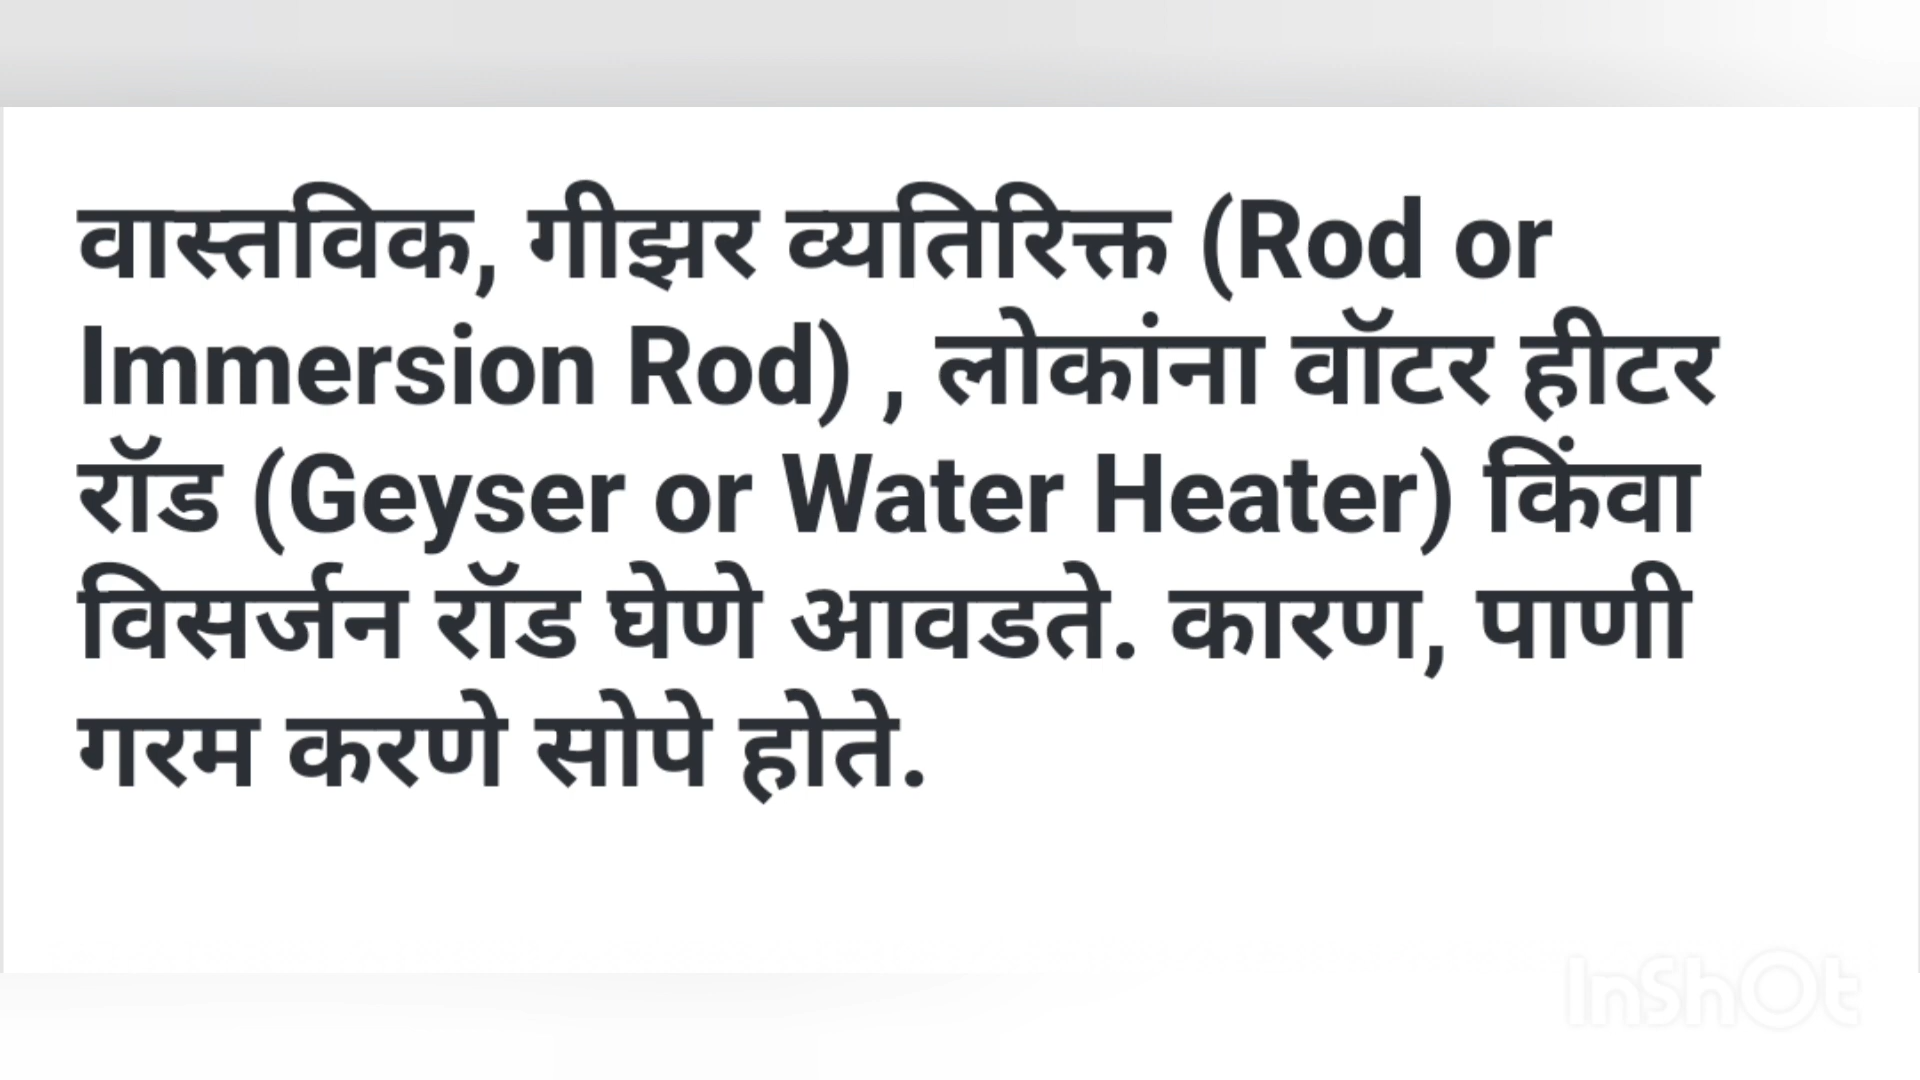 वास्तविक, गीझर व्यतिरिक्त (Rod or
Immersion Rod) , लोकांना वॉटर हीटर
रॉड (Geyser or Water Heater) किंवा
विसर्जन रॉड घेणे आवडते. कारण, पाणी
गरम करणे सोपे होते.
InShOt